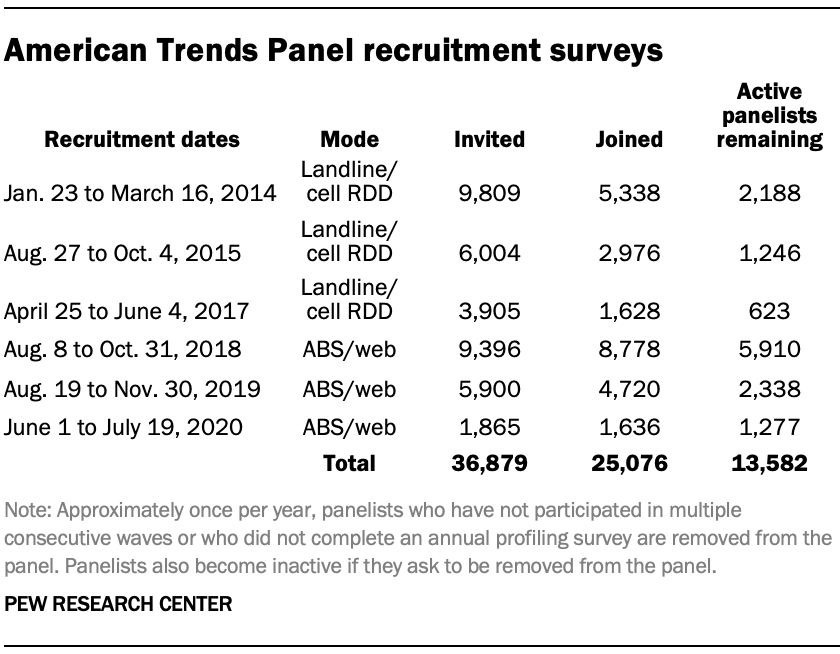 American Trends Panel recruitment surveys
Recruitment dates Mode Invited Joined Active panelists remaining
Jan. 23 to March 16, 2014 Landline/ cell RDD 9,809 5,338 2,188
Aug. 27 to Oct. 4, 2015 Landline/ cell RDD 6,004 2,976 1,246
April 25 to June 4, 2017 Landline/ cell RDD 3,905 1,628 623
Aug. 8 to Oct. 31, 2018 ABS/web 9,396 8,778 5,910
Aug. 19 to Nov. 30, 2019 ABS/web 5,900 4,720 2,338
June 1 to July 19, 2020 ABS/web 1,865 1,636 1,277
Total 36,879 25,076 13,582
Note: Approximately once per year, panelists who have not participated in multiple
consecutive waves or who did not complete an annual profiling survey are removed from the
panel. Panelists also become inactive if they ask to be removed from the panel.
PEW RESEARCH CENTER